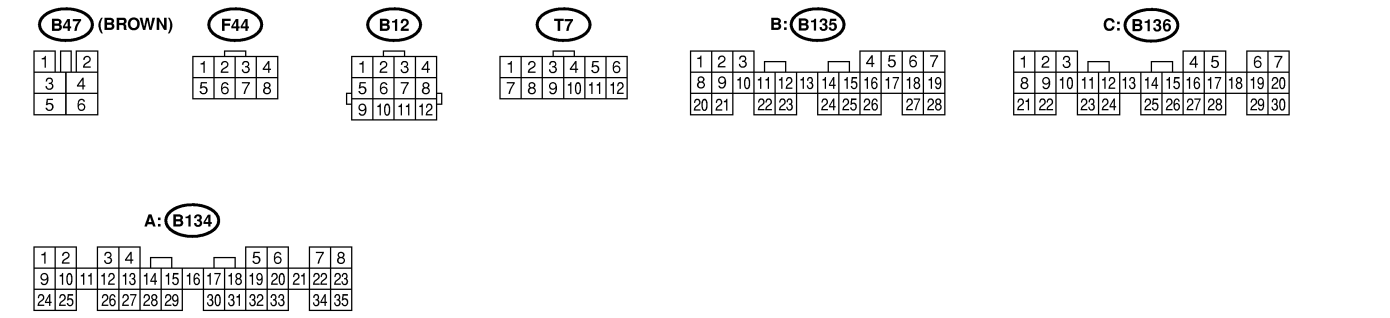 B47 (BROWN) F44 B12 T7 B: B135 C: B136
1 2 1 2 3 4 1 2 3 4 1 2 3 4 5 6 1 2 3 4 5 6 7 1 2 3 4 5 6 7
3 4 5 6 7 8 5 6 7 8 7 8 9 10 11 12 8 9 10 11 12 13 14 15 16 17 18 19 8 9 10 11 12 13 14 15 16 17 18 19 20
5 6 9 10 11 12 20 21 22 23 24 25 26 27 28 21 22 23 24 25 26 27 28 29 30
A: B134
1 2 3 4 5 6 7 8
9 10 11 12 13 14 15 16 17 18 19 20 21 22 23
24 25 26 27 28 29 30 31 32 33 34 35